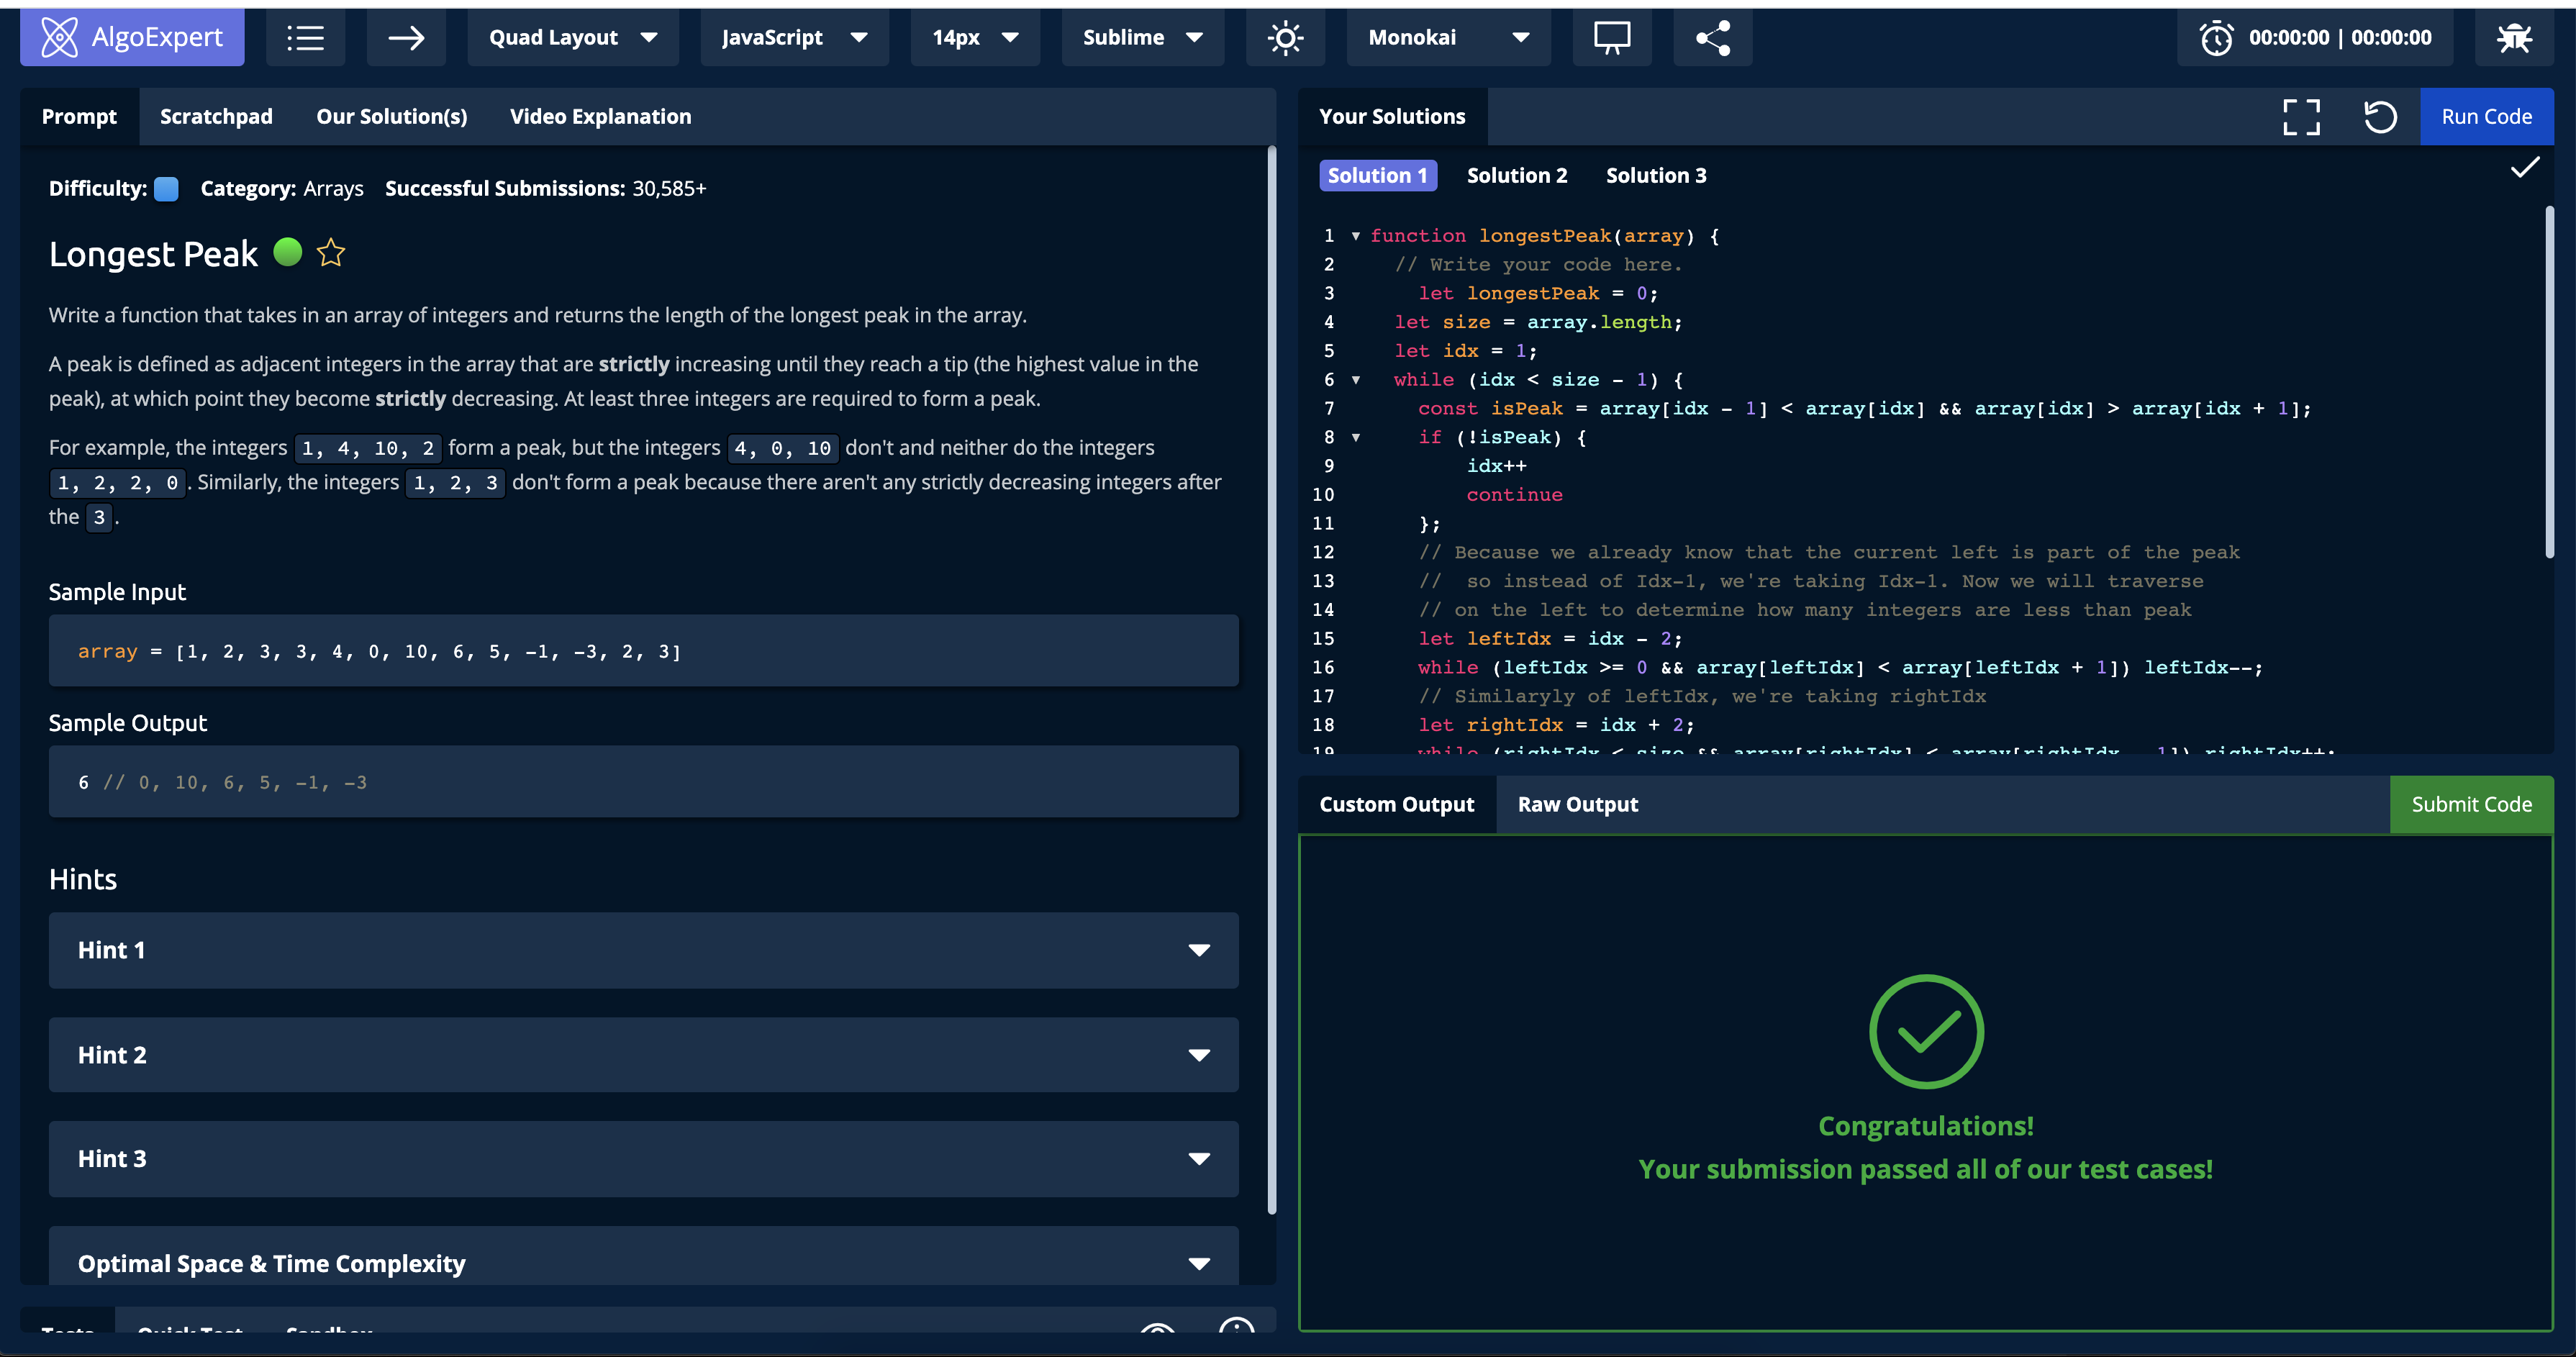 AlgoExpert
Quad Layout
JavaScript
14px
Sublime
Monokai
00:00:00 | 00:00:00
Prompt
Scratchpad
Our Solution(s)
Video Explanation
Difficulty:
Category: Arrays
Successful Submissions: 30,585+
Longest Peak
Write a function that takes in an array of integers and returns the length of the longest peak in the array.
A peak is defined as adjacent integers in the array that are strictly increasing until they reach a tip (the highest value in the
peak), at which point they become strictly decreasing. At least three integers are required to form a peak.
For example, the integers 1, 4, 10, 2 form a peak, but the integers 4, 0, 10 don't and neither do the integers
1, 2, 2, 0. Similarly, the integers 1, 2, 3 don't form a peak because there aren't any strictly decreasing integers after
the 3.
Sample Input
array = [1, 2, 3, 3, 4, 0, 10, 6, 5, -1, -3, 2, 3]
Sample Output
6 // 0, 10, 6, 5, -1, -3
Hints
Hint 1
Hint 2
Hint 3
Optimal Space & Time Complexity
Tests
Quick Test
Sandbox
Your Solutions
Run Code
Solution 1
Solution 2
Solution 3
1 function longestPeak(array) {
2 // Write your code here.
3 let longestPeak = 0;
4 let size = array.length;
5 let idx = 1;
6 while (idx < size - 1) {
7 const isPeak = array[idx - 1] < array[idx] && array[idx] > array[idx + 1];
8 if (!isPeak) {
9 idx++
10 continue
11 };
12 // Because we already know that the current left is part of the peak
13 // so instead of Idx-1, we're taking Idx-1. Now we will traverse
14 // on the left to determine how many integers are less than peak
15 let leftIdx = idx - 2;
16 while (leftIdx >= 0 && array[leftIdx] < array[leftIdx + 1]) leftIdx--;
17 // Similaryly of leftIdx, we're taking rightIdx
18 let rightIdx = idx + 2;
19 while (rightIdx < size && array[rightIdx] < array[rightIdx - 1]) rightIdx++;
Custom Output
Raw Output
Submit Code
Congratulations!
Your submission passed all of our test cases!